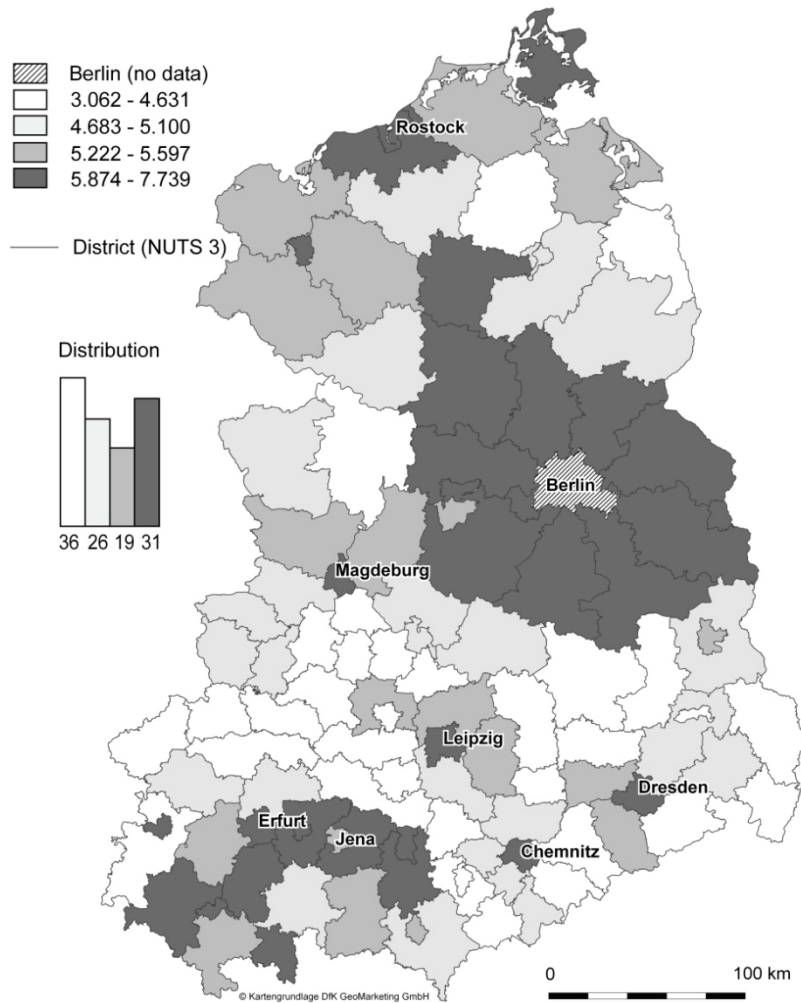 Berlin (no data)
3.062 - 4.631
4.683 - 5.100
5.222 - 5.597
5.874 - 7.739
District (NUTS 3)
Distribution
36 26 19 31
Rostock
Berlin
Magdeburg
Leipzig
Dresden
Erfurt
Jena
Chemnitz
0 100 km
© Kartengrundlage DfK GeoMarketing GmbH